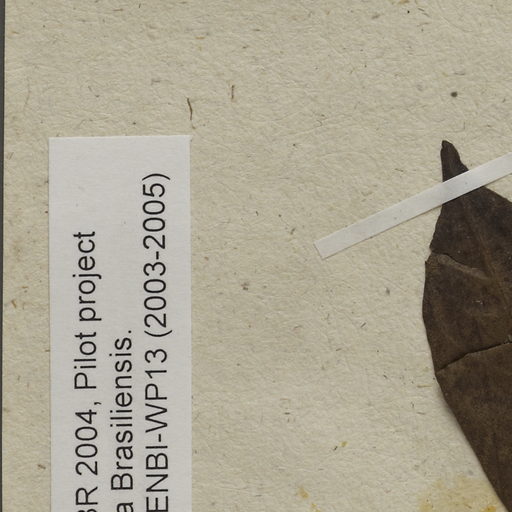 BR 2004, Pilot project
a Brasiliensis.
ENBI-WP13 (2003-2005)